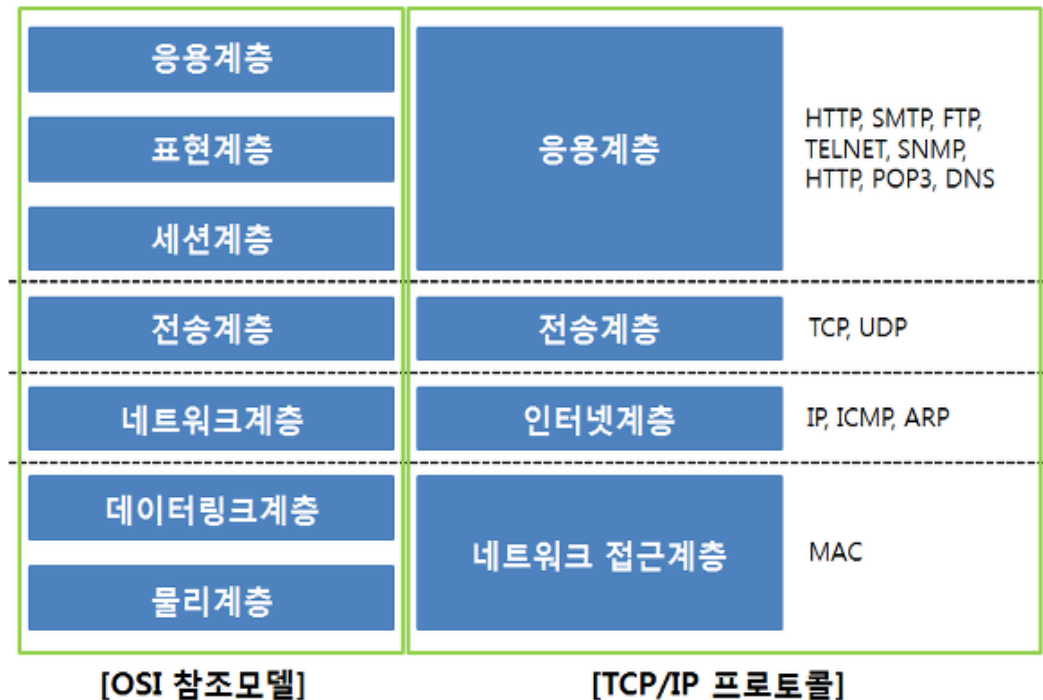 응용계층
표현계층
세션계층
전송계층
네트워크계층
데이터링크계층
물리계층
[OSI 참조모델]
응용계층
HTTP, SMTP, FTP,
TELNET, SNMP,
HTTP, POP3, DNS
전송계층
TCP, UDP
인터넷계층
IP, ICMP, ARP
네트워크 접근계층
MAC
[TCP/IP 프로토콜]